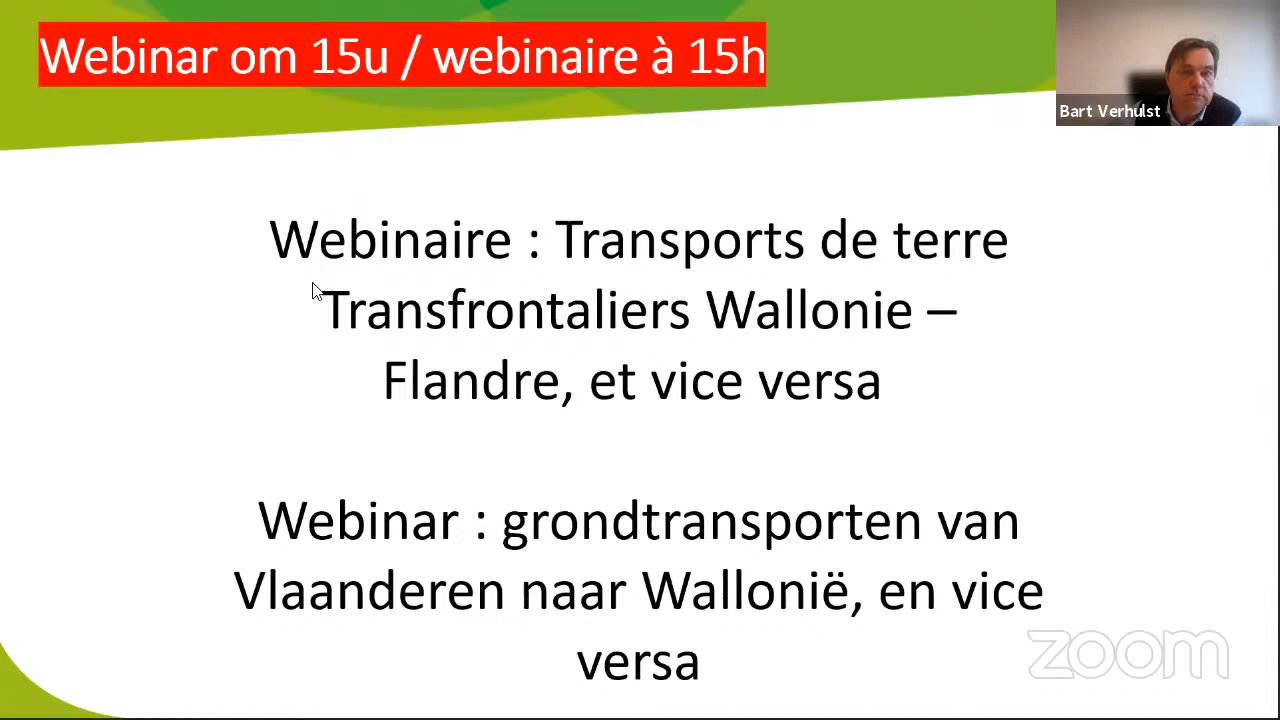 Webinar om 15u / webinaire à 15h
Bart Verhulst
Webinaire : Transports de terre
Transfrontaliers Wallonie –
Flandre, et vice versa
Webinar : grondtransporten van
Vlaanderen naar Wallonië, en vice
versa
zoom